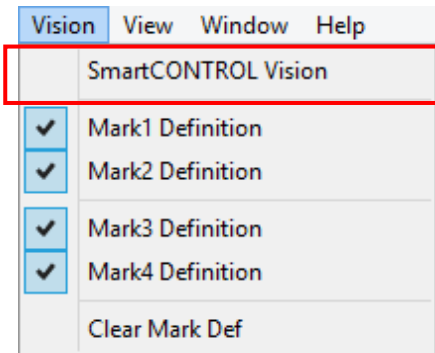 Vision View Window Help
SmartCONTROL Vision
Mark1 Definition
Mark2 Definition
Mark3 Definition
Mark4 Definition
Clear Mark Def